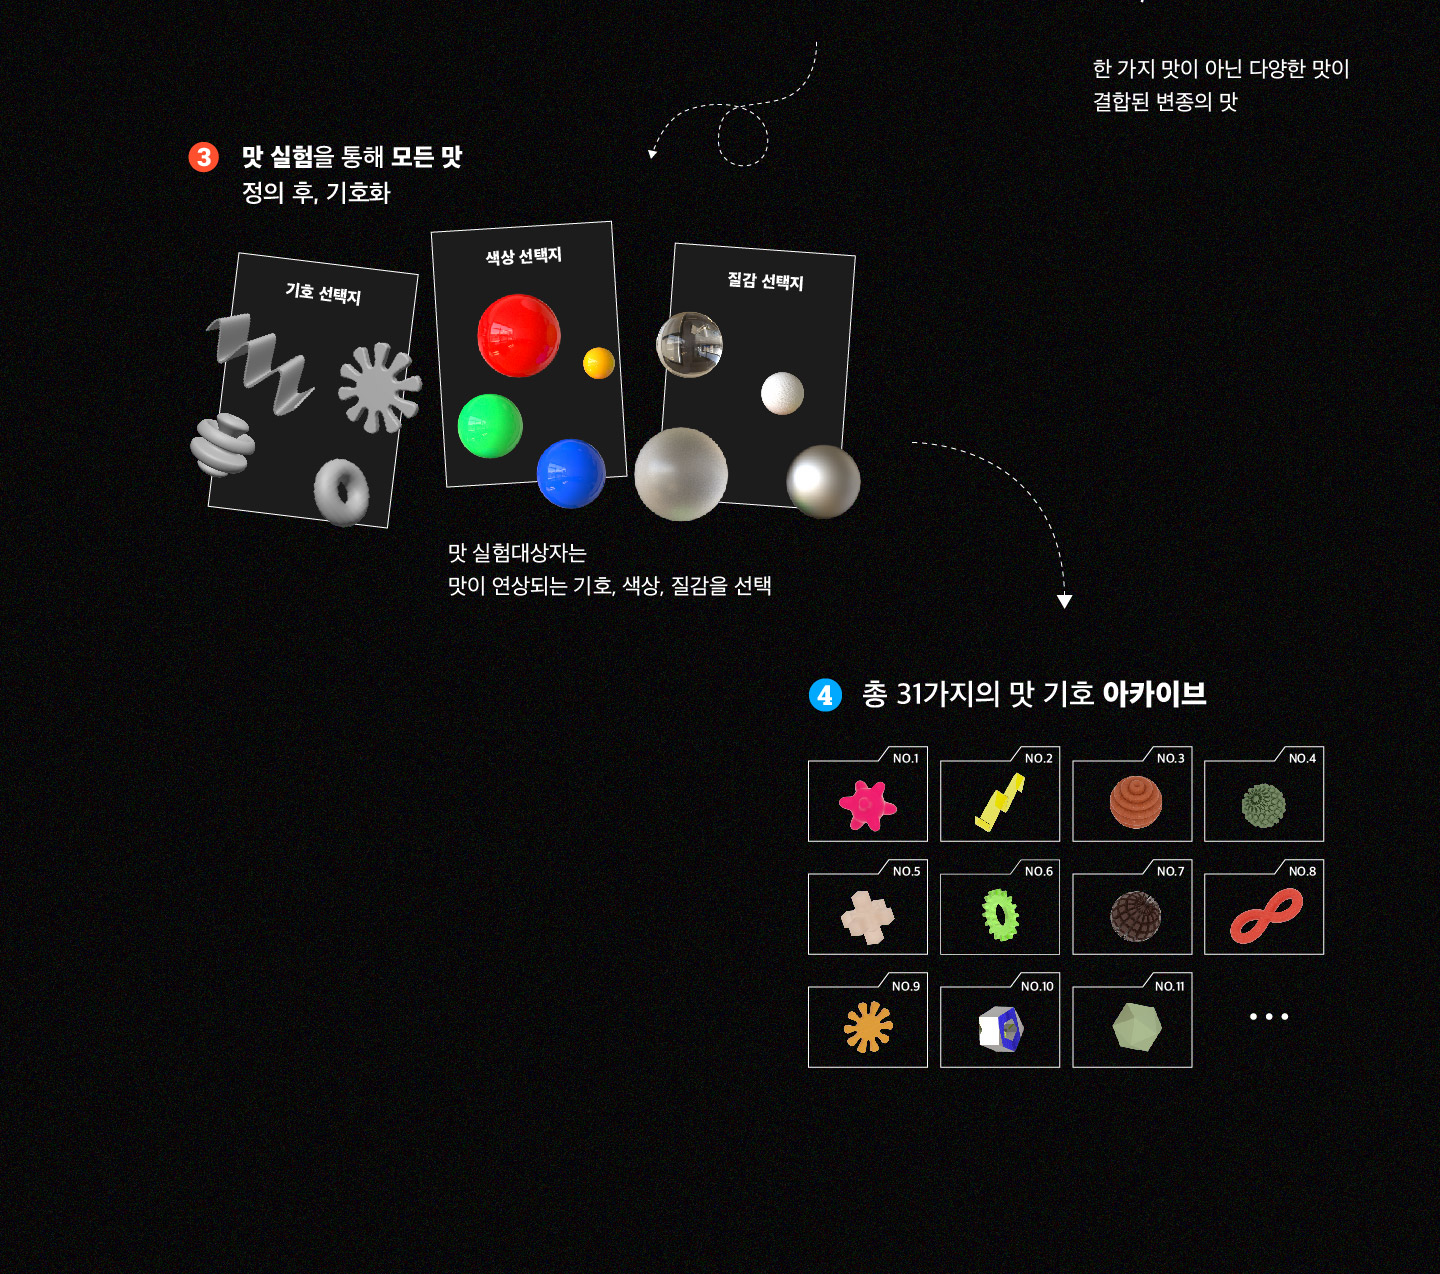 한 가지 맛이 아닌 다양한 맛이
결합된 변종의 맛
3 맛 실험을 통해 모든 맛
정의 후, 기호화
기호 선택지
색상 선택지
질감 선택지
맛 실험대상자는
맛이 연상되는 기호, 색상, 질감을 선택
4 총 31가지의 맛 기호 아카이브
NO.1
NO.2
NO.3
NO.4
NO.5
NO.6
NO.7
NO.8
NO.9
NO.10
NO.11
...